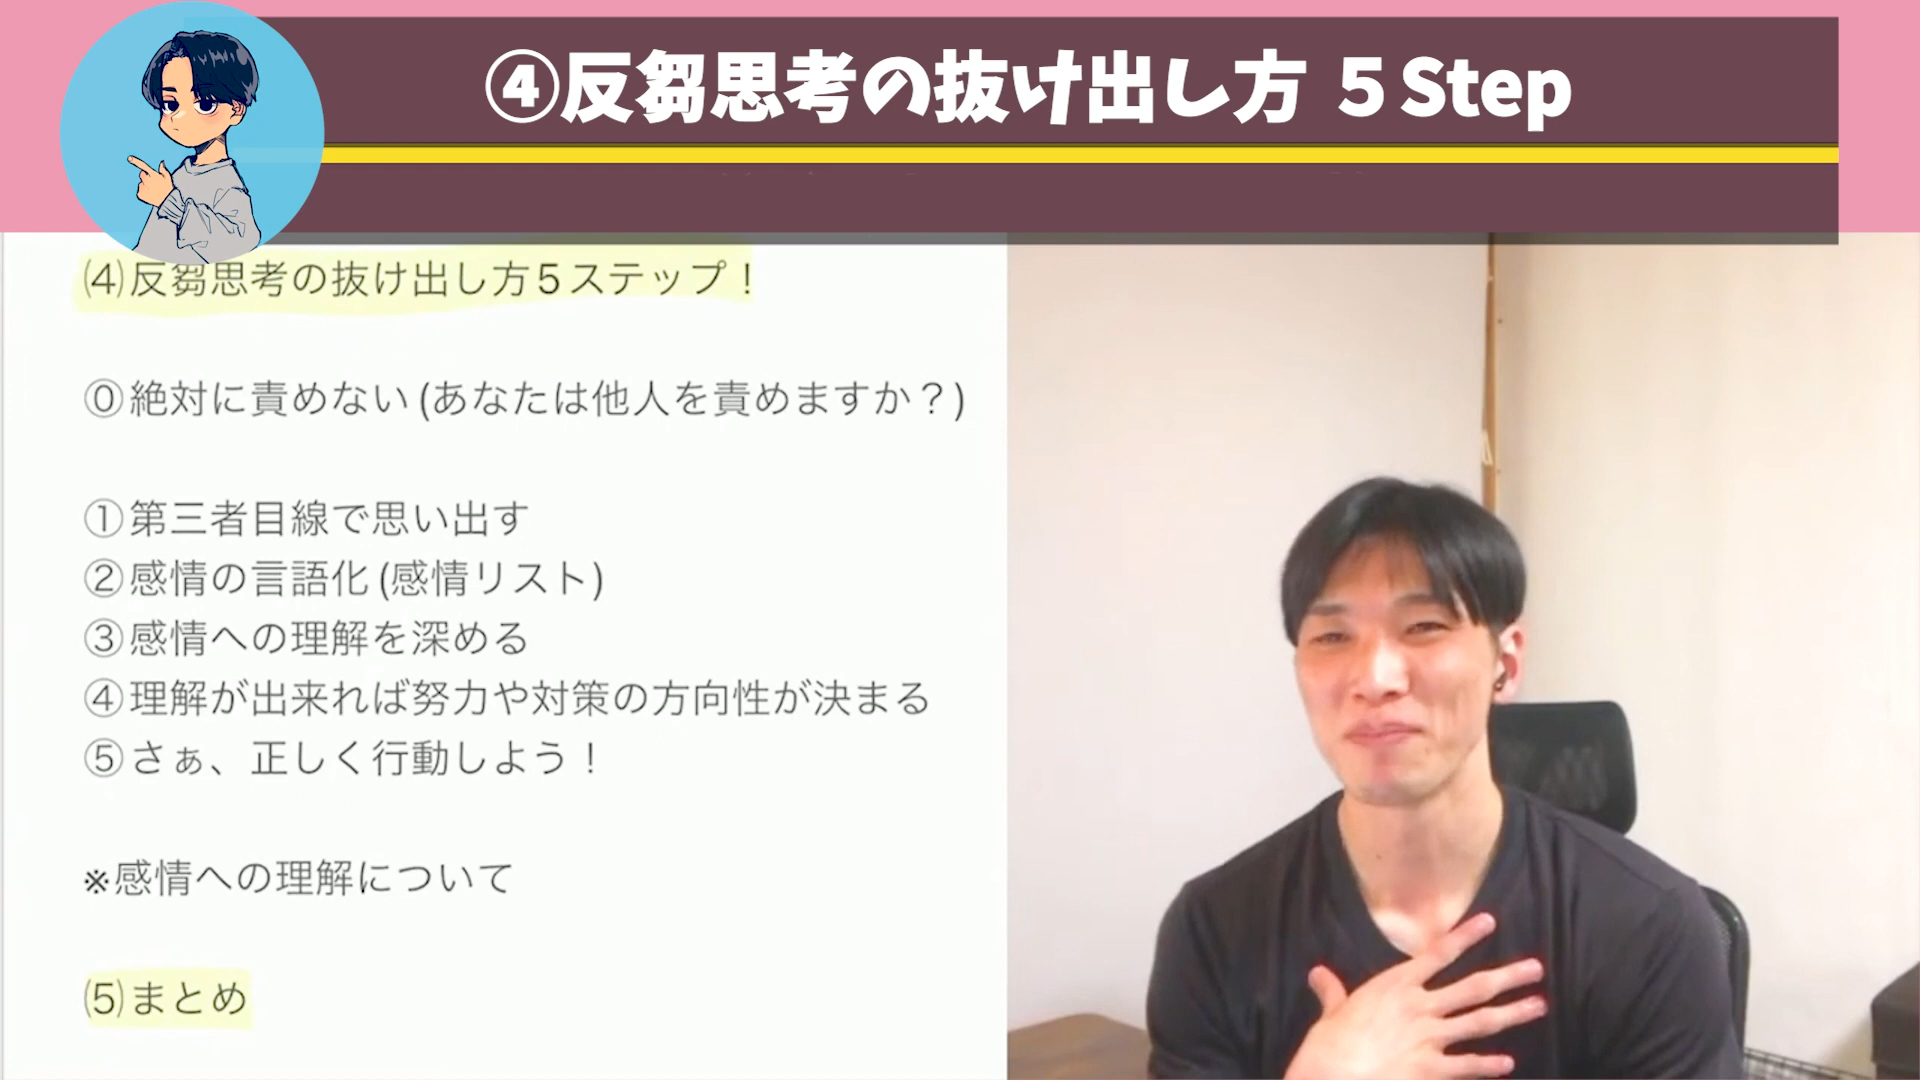 ④反芻思考の抜け出し方 5Step
⑷反芻思考の抜け出し方5ステップ！
⓪絶対に責めない(あなたは他人を責めますか？)
①第三者目線で思い出す
②感情の言語化(感情リスト)
③感情への理解を深める
④理解が出来れば努力や対策の方向性が決まる
⑤さぁ、正しく行動しよう！
※感情への理解について
⑸まとめ